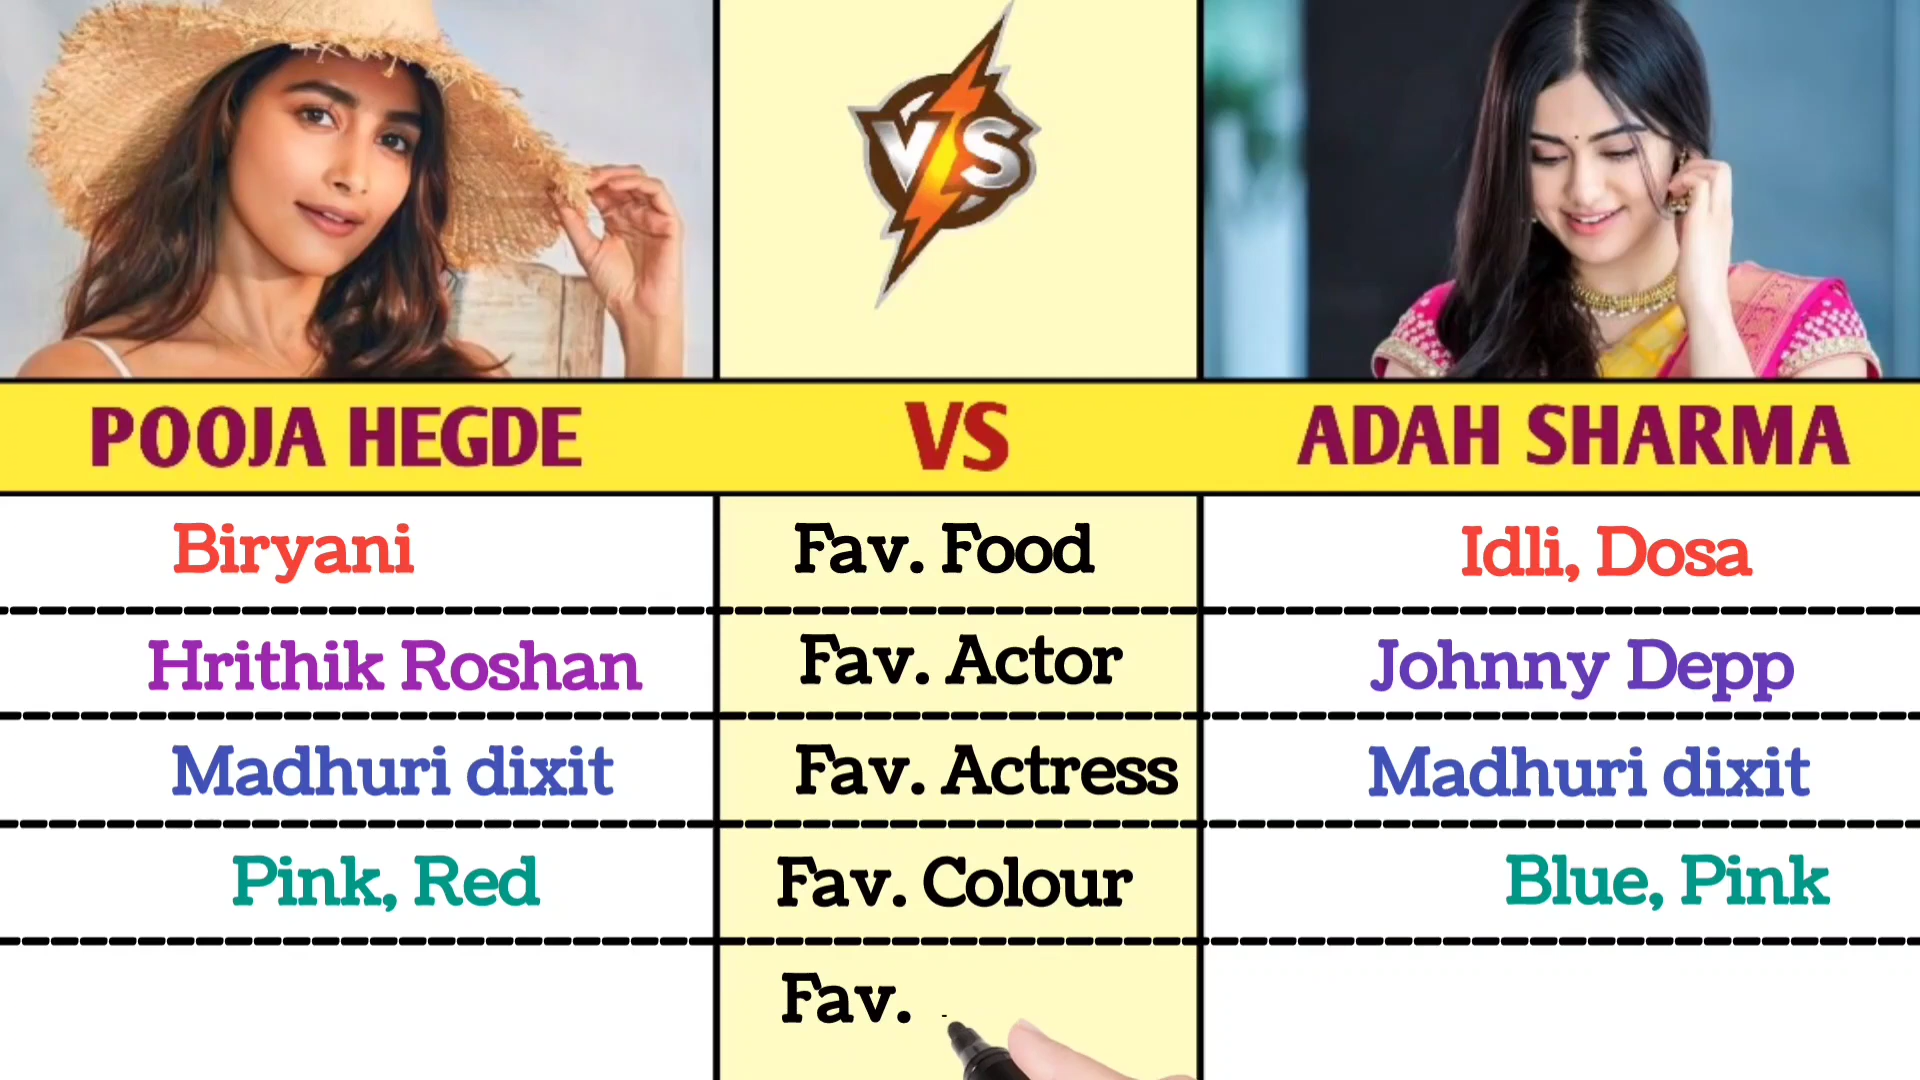 VS
POOJA HEGDE VS ADAH SHARMA
Biryani Fav. Food Idli, Dosa
Hrithik Roshan Fav. Actor Johnny Depp
Madhuri dixit Fav. Actress Madhuri dixit
Pink, Red Fav. Colour Blue, Pink
Fav.